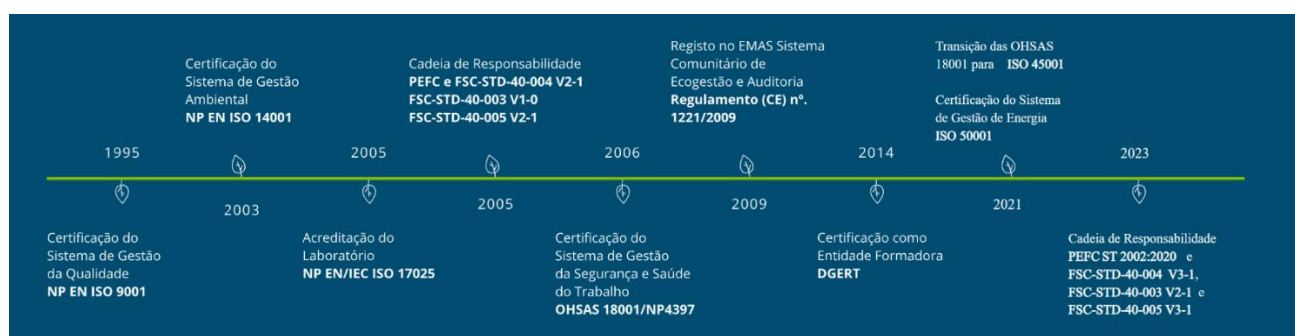 1995
Certificação do
Sistema de Gestão
da Qualidade
NP EN ISO 9001
Certificação do
Sistema de Gestão
Ambiental
NP EN ISO 14001
2003
2005
Acreditação do
Laboratório
NP EN/IEC ISO 17025
Cadeia de Responsabilidade
PEFC e FSC-STD-40-004 V2-1
FSC-STD-40-003 V1-0
FSC-STD-40-005 V2-1
2005
2006
Certificação do
Sistema de Gestão
da Segurança e Saúde
do Trabalho
OHSAS 18001/NP4397
Registo no EMAS Sistema
Comunitário de
Ecogestão e Auditoria
Regulamento (CE) nº.
1221/2009
2009
2014
Certificação como
Entidade Formadora
DGERT
Transição das OHSAS
18001 para ISO 45001
Certificação do Sistema
de Gestão de Energia
ISO 50001
2021
2023
Cadeia de Responsabilidade
PEFC ST 2002:2020 e
FSC-STD-40-004 V3-1,
FSC-STD-40-003 V2-1 e
FSC-STD-40-005 V3-1